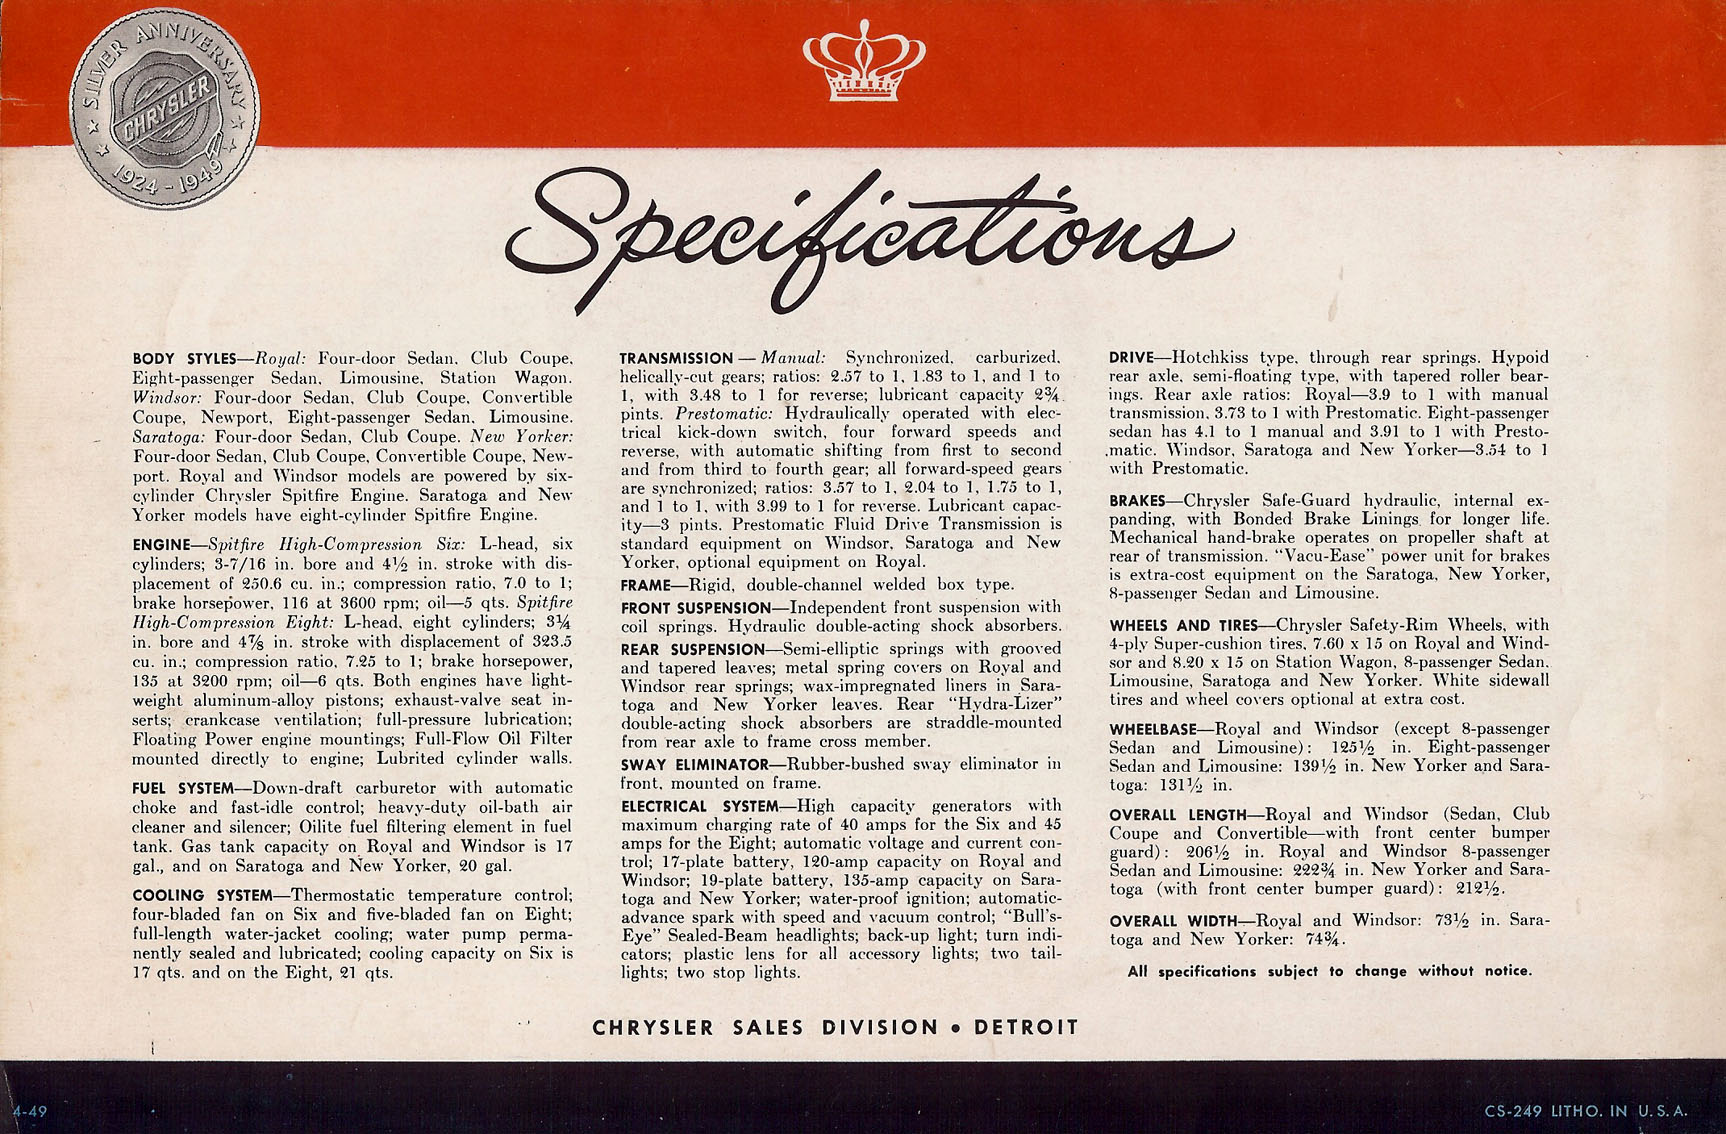 SILVER ANNIVERSARY
CHRYSLER
1924 - 1949
Specifications
BODY STYLES—Royal: Four-door Sedan, Club Coupe,
Eight-passenger Sedan, Limousine, Station Wagon.
Windsor: Four-door Sedan, Club Coupe, Convertible
Coupe, Newport, Eight-passenger Sedan, Limousine.
Saratoga: Four-door Sedan, Club Coupe. New Yorker:
Four-door Sedan, Club Coupe, Convertible Coupe, New-
port. Royal and Windsor models are powered by six-
cylinder Chrysler Spitfire Engine. Saratoga and New
Yorker models have eight-cylinder Spitfire Engine.
ENGINE—Spitfire High-Compression Six: L-head, six
cylinders; 3-7/16 in. bore and 4½ in. stroke with dis-
placement of 250.6 cu. in.; compression ratio, 7.0 to 1;
brake horsepower, 116 at 3600 rpm; oil—5 qts. Spitfire
High-Compression Eight: L-head, eight cylinders; 3¼
in. bore and 4⅞ in. stroke with displacement of 323.5
cu. in.; compression ratio, 7.25 to 1; brake horsepower,
135 at 3200 rpm; oil—6 qts. Both engines have light-
weight aluminum-alloy pistons; exhaust-valve seat in-
serts; crankcase ventilation; full-pressure lubrication;
Floating Power engine mountings; Full-Flow Oil Filter
mounted directly to engine; Lubrited cylinder walls.
FUEL SYSTEM—Down-draft carburetor with automatic
choke and fast-idle control; heavy-duty oil-bath air
cleaner and silencer; Oilite fuel filtering element in fuel
tank. Gas tank capacity on Royal and Windsor is 17
gal., and on Saratoga and New Yorker, 20 gal.
COOLING SYSTEM—Thermostatic temperature control;
four-bladed fan on Six and five-bladed fan on Eight;
full-length water-jacket cooling; water pump perma-
nently sealed and lubricated; cooling capacity on Six is
17 qts. and on the Eight, 21 qts.
TRANSMISSION — Manual: Synchronized, carburized,
helically-cut gears; ratios: 2.57 to 1, 1.83 to 1, and 1 to
1, with 3.48 to 1 for reverse; lubricant capacity 2¾
pints. Prestomatic: Hydraulically operated with elec-
trical kick-down switch, four forward speeds and
reverse, with automatic shifting from first to second
and from third to fourth gear; all forward-speed gears
are synchronized; ratios: 3.57 to 1, 2.04 to 1, 1.75 to 1,
and 1 to 1, with 3.99 to 1 for reverse. Lubricant capac-
ity—3 pints. Prestomatic Fluid Drive Transmission is
standard equipment on Windsor, Saratoga and New
Yorker, optional equipment on Royal.
FRAME—Rigid, double-channel welded box type.
FRONT SUSPENSION—Independent front suspension with
coil springs. Hydraulic double-acting shock absorbers.
REAR SUSPENSION—Semi-elliptic springs with grooved
and tapered leaves; metal spring covers on Royal and
Windsor rear springs; wax-impregnated liners in Sara-
toga and New Yorker leaves. Rear "Hydra-Lizer"
double-acting shock absorbers are straddle-mounted
from rear axle to frame cross member.
SWAY ELIMINATOR—Rubber-bushed sway eliminator in
front, mounted on frame.
ELECTRICAL SYSTEM—High capacity generators with
maximum charging rate of 40 amps for the Six and 45
amps for the Eight; automatic voltage and current con-
trol; 17-plate battery, 120-amp capacity on Royal and
Windsor; 19-plate battery, 135-amp capacity on Sara-
toga and New Yorker; water-proof ignition; automatic-
advance spark with speed and vacuum control; "Bull's-
Eye" Sealed-Beam headlights; back-up light; turn indi-
cators; plastic lens for all accessory lights; two tail-
lights; two stop lights.
DRIVE—Hotchkiss type, through rear springs. Hypoid
rear axle, semi-floating type, with tapered roller bear-
ings. Rear axle ratios: Royal—3.9 to 1 with manual
transmission, 3.73 to 1 with Prestomatic. Eight-passenger
sedan has 4.1 to 1 manual and 3.91 to 1 with Presto-
matic. Windsor, Saratoga and New Yorker—3.54 to 1
with Prestomatic.
BRAKES—Chrysler Safe-Guard hydraulic, internal ex-
panding, with Bonded Brake Linings for longer life.
Mechanical hand-brake operates on propeller shaft at
rear of transmission. "Vacu-Ease" power unit for brakes
is extra-cost equipment on the Saratoga, New Yorker,
8-passenger Sedan and Limousine.
WHEELS AND TIRES—Chrysler Safety-Rim Wheels, with
4-ply Super-cushion tires, 7.60 x 15 on Royal and Wind-
sor and 8.20 x 15 on Station Wagon, 8-passenger Sedan,
Limousine, Saratoga and New Yorker. White sidewall
tires and wheel covers optional at extra cost.
WHEELBASE—Royal and Windsor (except 8-passenger
Sedan and Limousine): 125½ in. Eight-passenger
Sedan and Limousine: 139½ in. New Yorker and Sara-
toga: 131½ in.
OVERALL LENGTH—Royal and Windsor (Sedan, Club
Coupe and Convertible—with front center bumper
guard): 206½ in. Royal and Windsor 8-passenger
Sedan and Limousine: 222¾ in. New Yorker and Sara-
toga (with front center bumper guard): 212½.
OVERALL WIDTH—Royal and Windsor: 73½ in. Sara-
toga and New Yorker: 74¾.
All specifications subject to change without notice.
CHRYSLER SALES DIVISION • DETROIT
4-49
CS-249 LITHO. IN U.S.A.